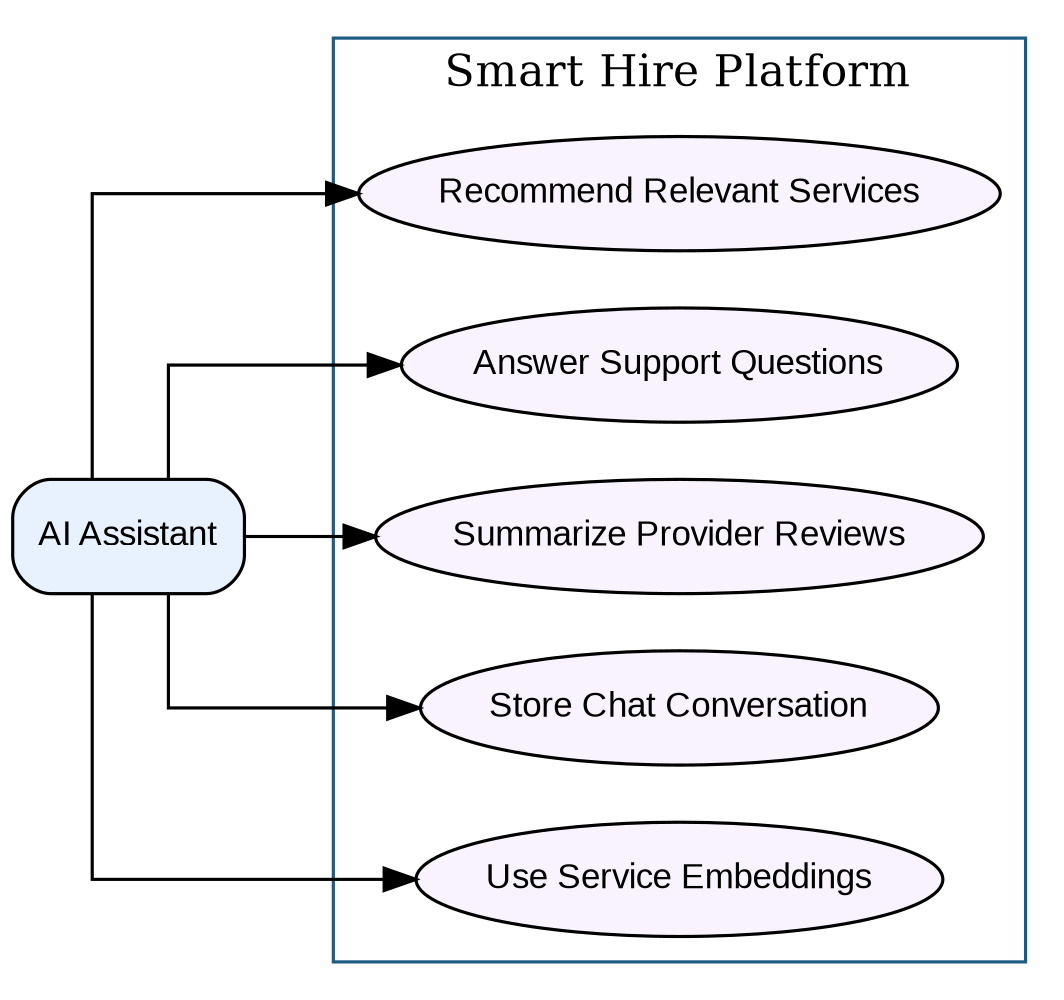 Smart Hire Platform
Recommend Relevant Services
Answer Support Questions
AI Assistant
Summarize Provider Reviews
Store Chat Conversation
Use Service Embeddings